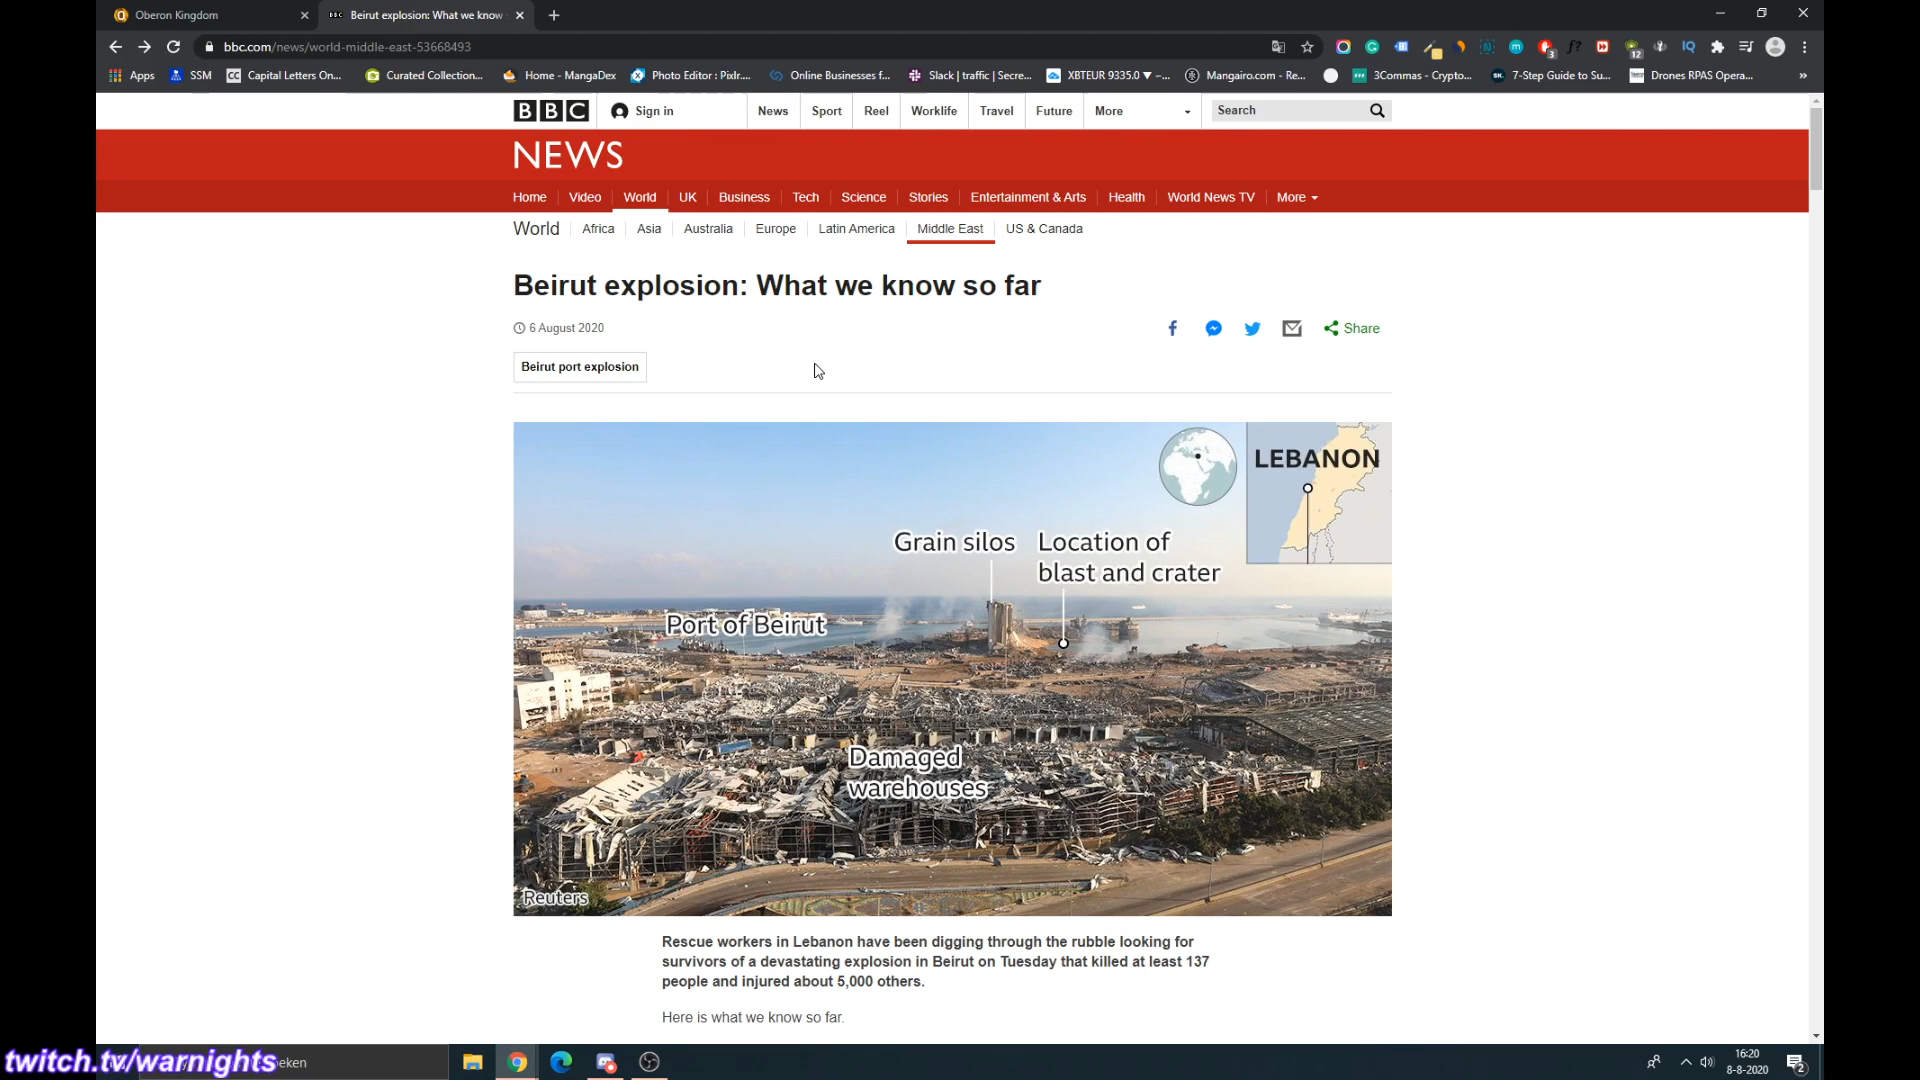 Oberon Kingdom
BBC Beirut explosion: What we know
bbc.com/news/world-middle-east-53668493
3
12
IQ
Apps
SSM
CC Capital Letters On...
Curated Collection...
Home - MangaDex
Photo Editor : Pixlr...
Online Businesses f...
Slack | traffic | Secre...
XBTEUR 9335.0 ▼ –...
Mangairo.com - Re...
3Commas - Crypto...
SK. 7-Step Guide to Su...
Drones RPAS Opera...
»
BBC
Sign in
News
Sport
Reel
Worklife
Travel
Future
More
Search
NEWS
Home
Video
World
UK
Business
Tech
Science
Stories
Entertainment & Arts
Health
World News TV
More
World
Africa
Asia
Australia
Europe
Latin America
Middle East
US & Canada
Beirut explosion: What we know so far
6 August 2020
Share
Beirut port explosion
LEBANON
Grain silos
Location of
blast and crater
Port of Beirut
Damaged
warehouses
Reuters
Rescue workers in Lebanon have been digging through the rubble looking for
survivors of a devastating explosion in Beirut on Tuesday that killed at least 137
people and injured about 5,000 others.
Here is what we know so far.
twitch.tv/warnights
eken
16:20
8-8-2020
2